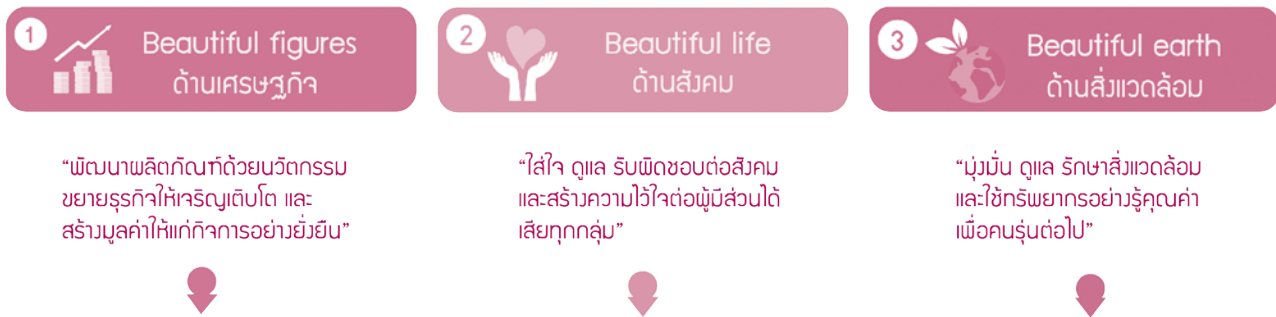 1
Beautiful figures
ด้านเศรษฐกิจ
"พัฒนาผลิตภัณฑ์ด้วยนวัตกรรม
ขยายธุรกิจให้เจริญเติบโต และ
สร้างมูลค่าให้แก่กิจการอย่างยั่งยืน"
2
Beautiful life
ด้านสังคม
"ใส่ใจ ดูแล รับผิดชอบต่อสังคม
และสร้างความไว้ใจต่อผู้มีส่วนได้
เสียทุกกลุ่ม"
3
Beautiful earth
ด้านสิ่งแวดล้อม
"มุ่งมั่น ดูแล รักษาสิ่งแวดล้อม
และใช้ทรัพยากรอย่างรู้คุณค่า
เพื่อคนรุ่นต่อไป"